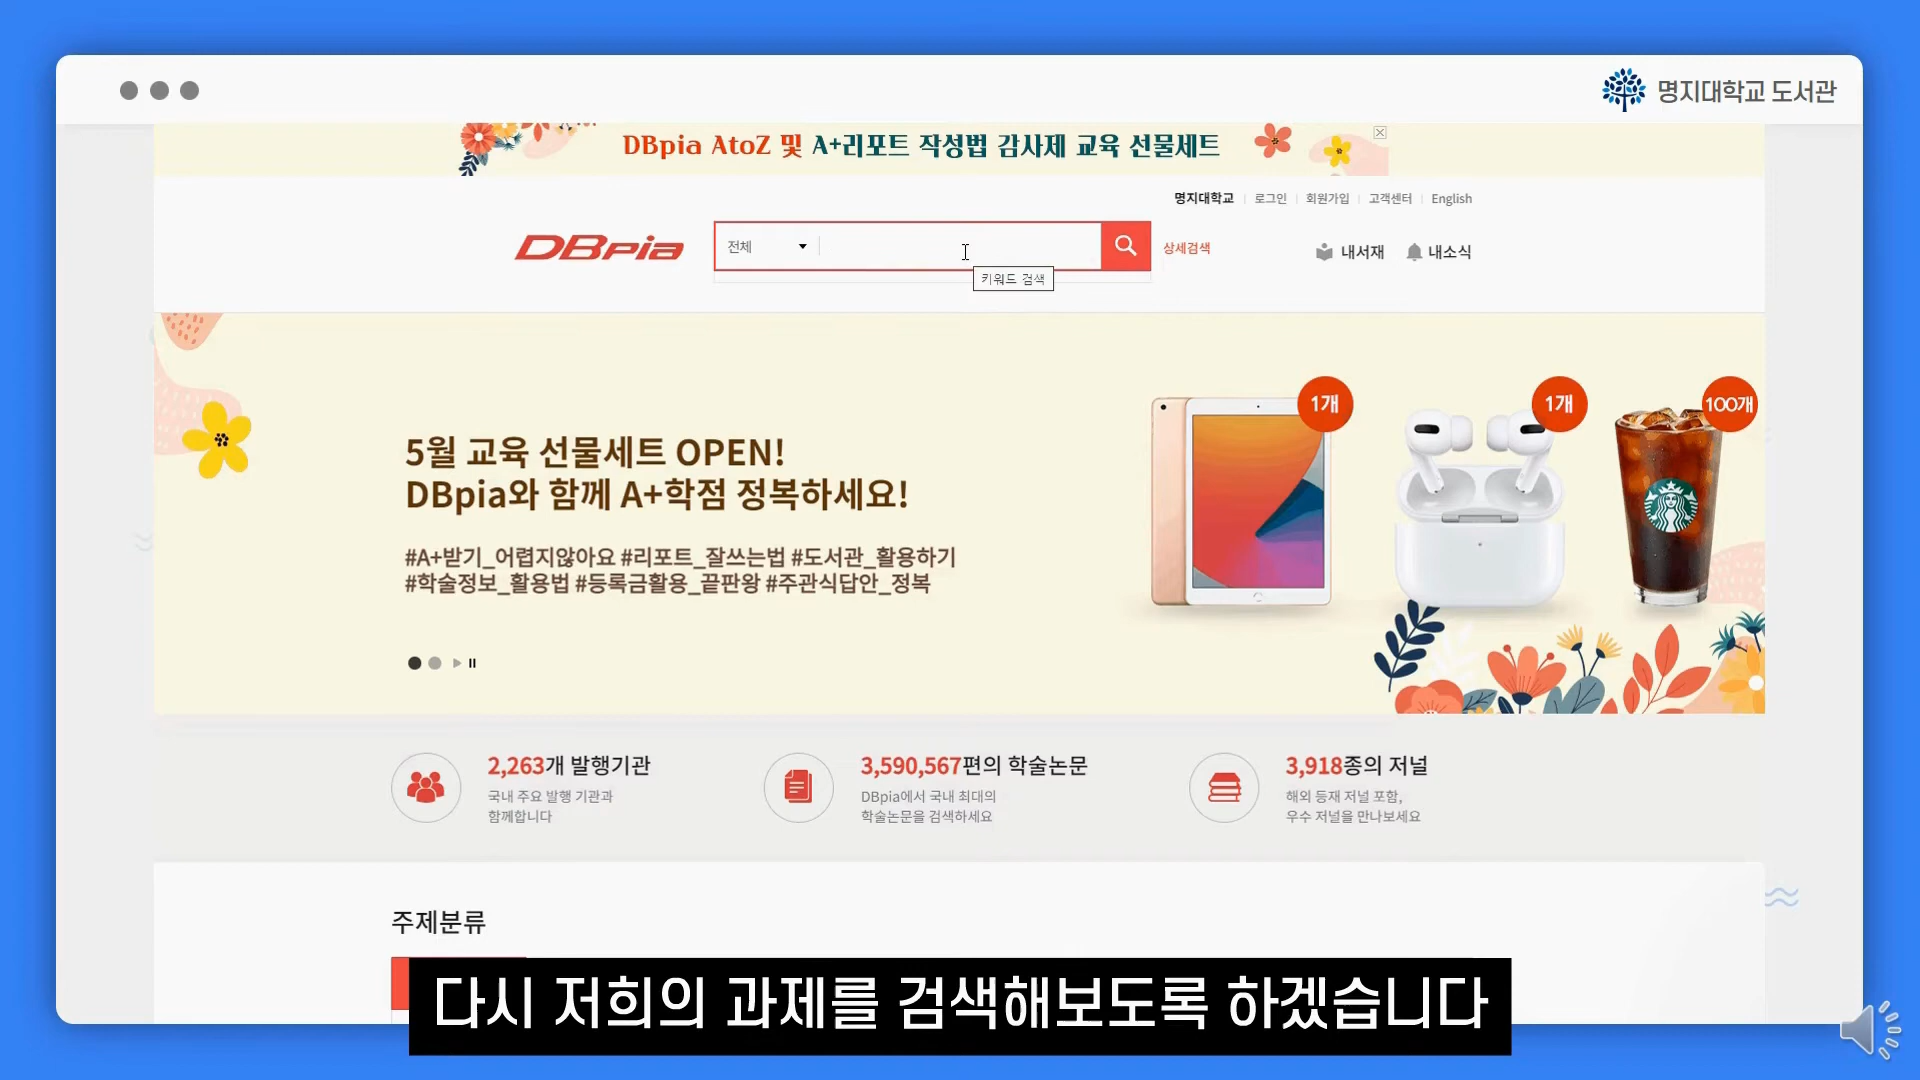 명지대학교 도서관
DBpia AtoZ 및 A+리포트 작성법 감사제 교육 선물세트
명지대학교 로그인 회원가입 고객센터 English
DBpia 전체 상세검색 내서재 내소식
키워드 검색
1개 1개 100개
5월 교육 선물세트 OPEN!
DBpia와 함께 A+학점 정복하세요!
#A+받기_어렵지않아요 #리포트_잘쓰는법 #도서관_활용하기
#학술정보_활용법 #등록금활용_끝판왕 #주관식답안_정복
2,263개 발행기관
국내 주요 발행 기관과
함께합니다
3,590,567편의 학술논문
DBpia에서 국내 최대의
학술논문을 검색하세요
3,918종의 저널
해외 등재 저널 포함,
우수 저널을 만나보세요
주제분류
다시 저희의 과제를 검색해보도록 하겠습니다